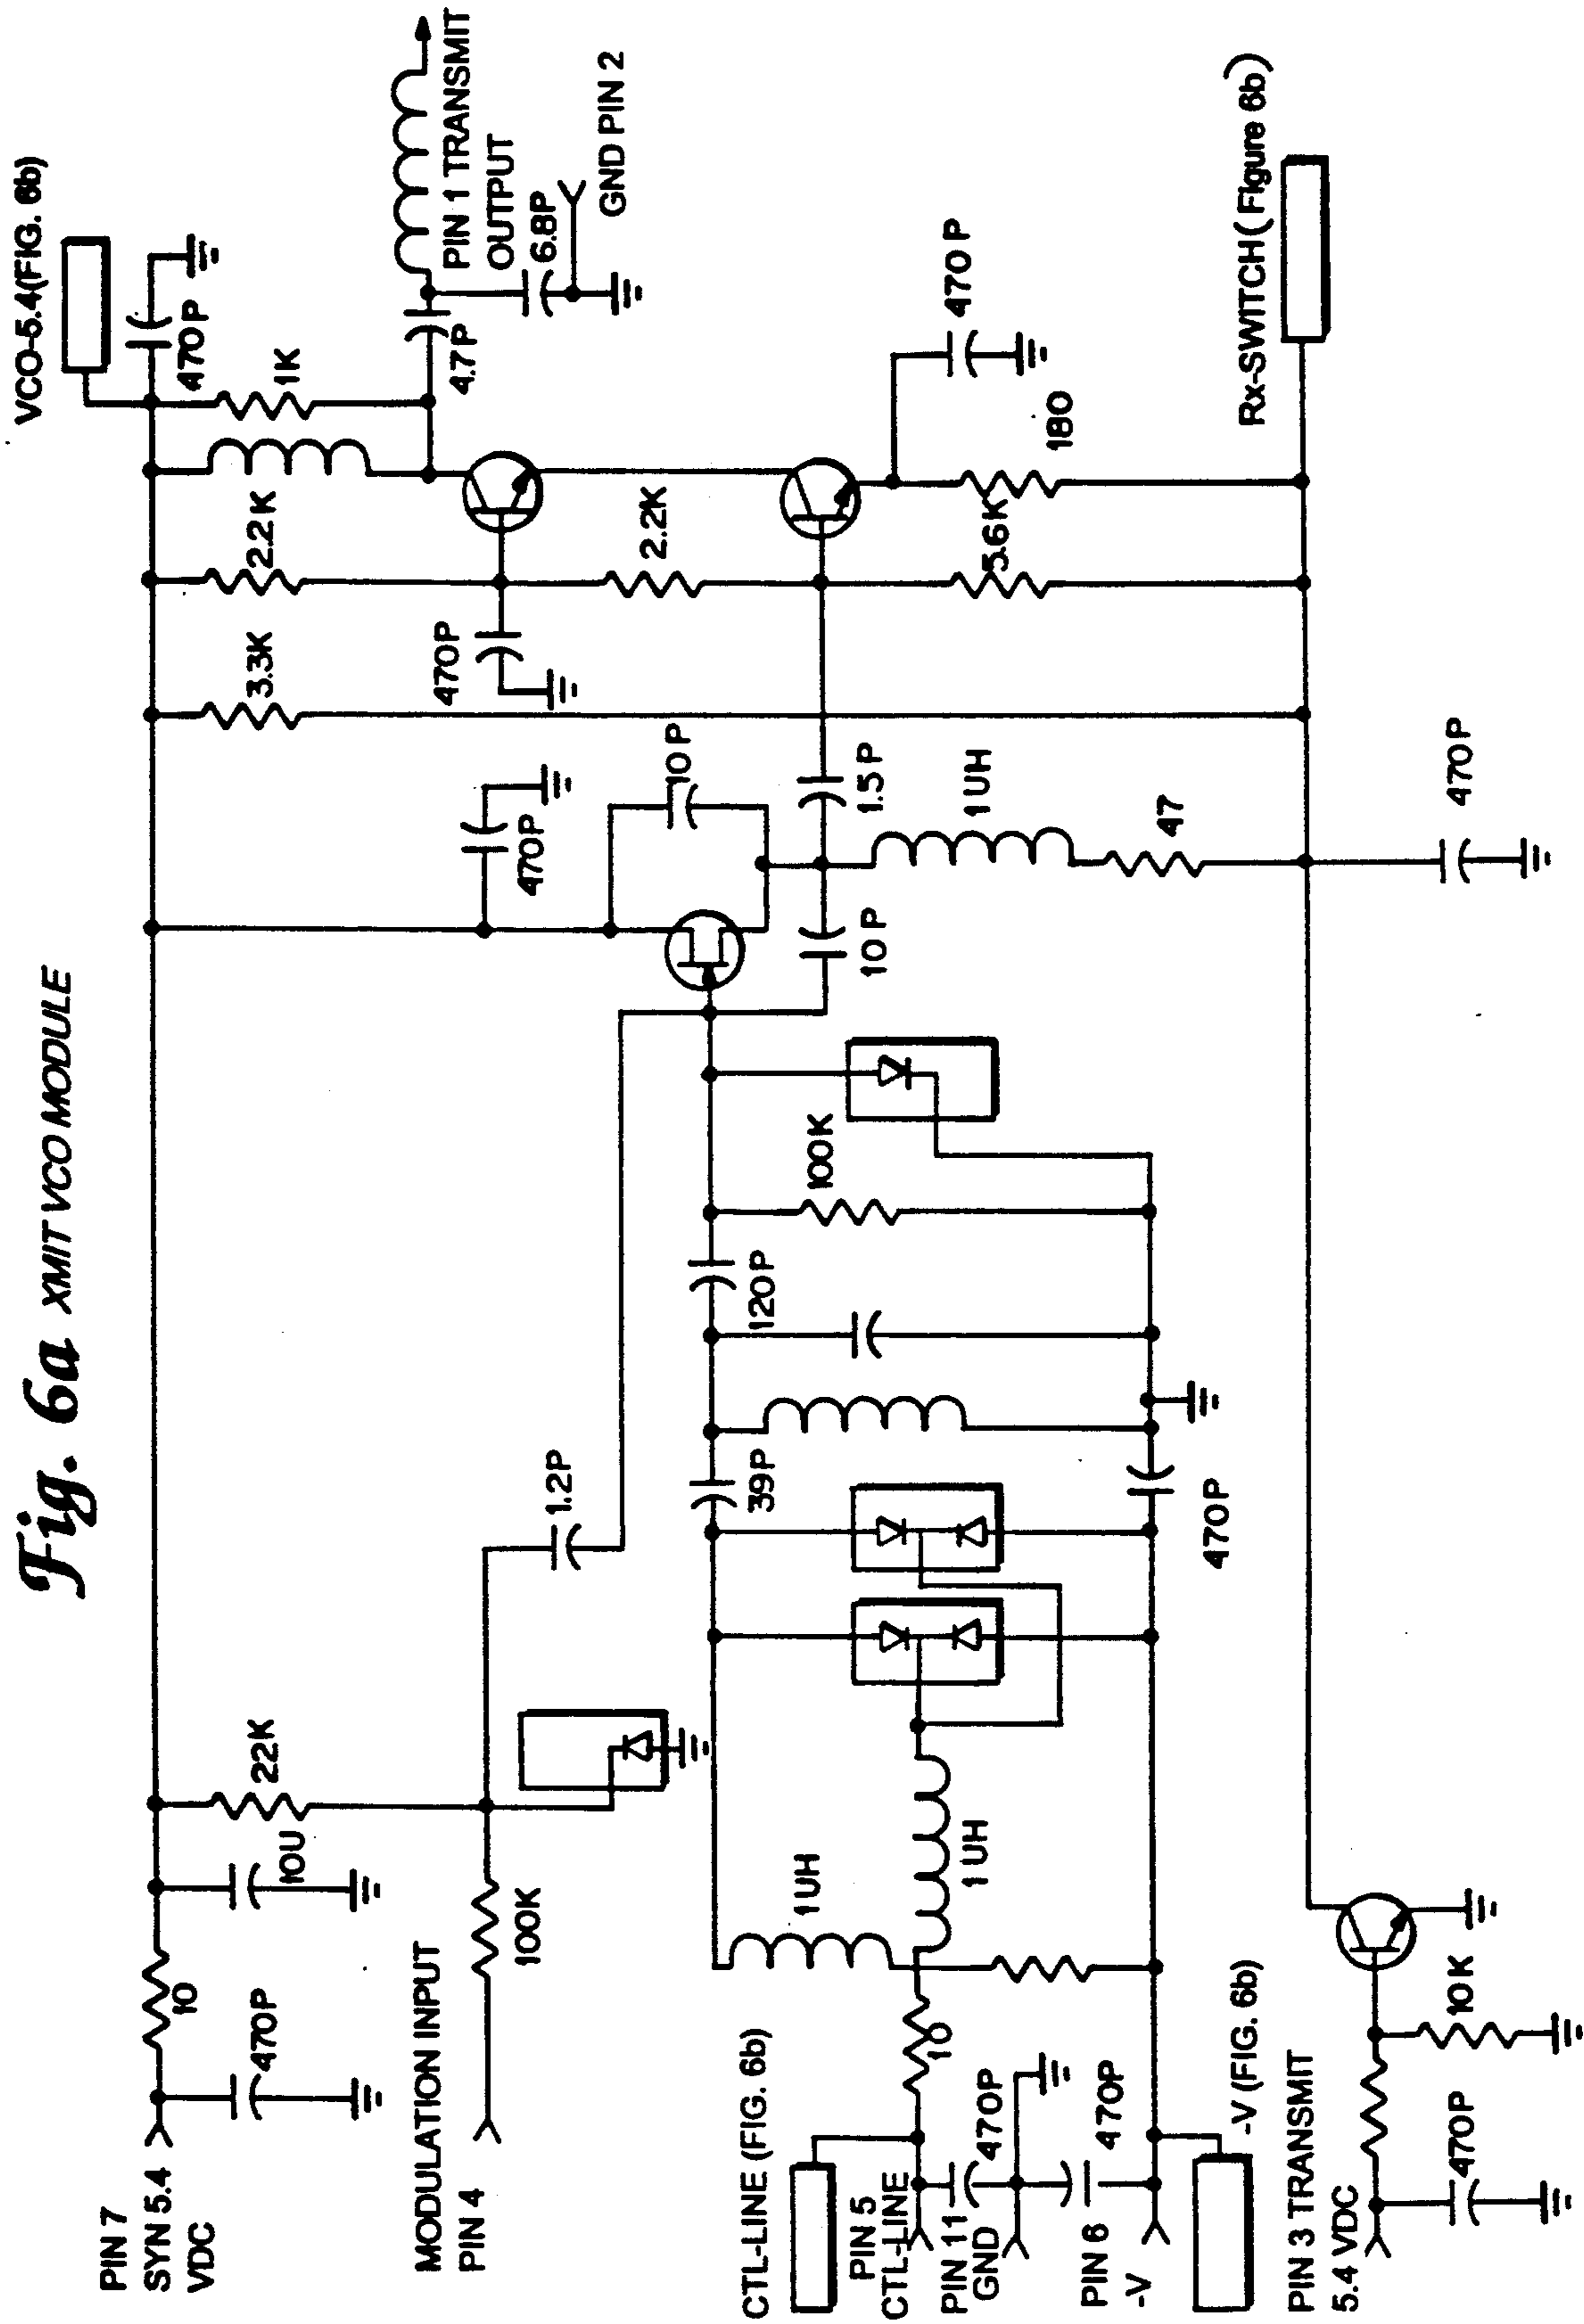 Fig. 6a XMIT VCO MODULE
PIN 7
SYN 5.4
VDC
10
470P
10U
22K
MODULATION INPUT
PIN 4
100K
1.2P
CTL-LINE (FIG. 6b)
PIN 5
CTL-LINE
PIN 11
GND
PIN 6
-V
10
470P
470P
-V (FIG. 6b)
1UH
1UH
39P
470P
120P
100K
10P
470P
10P
1.5P
1UH
47
470P
3.3K
470P
2.2K
2.2K
5.6K
180
470P
1K
470P
VCO-5.4(FIG. 6b)
4.7P
6.8P
PIN 1 TRANSMIT
OUTPUT
GND PIN 2
Rx-SWITCH(Figure 6b)
PIN 3 TRANSMIT
5.4 VDC
470P
10K